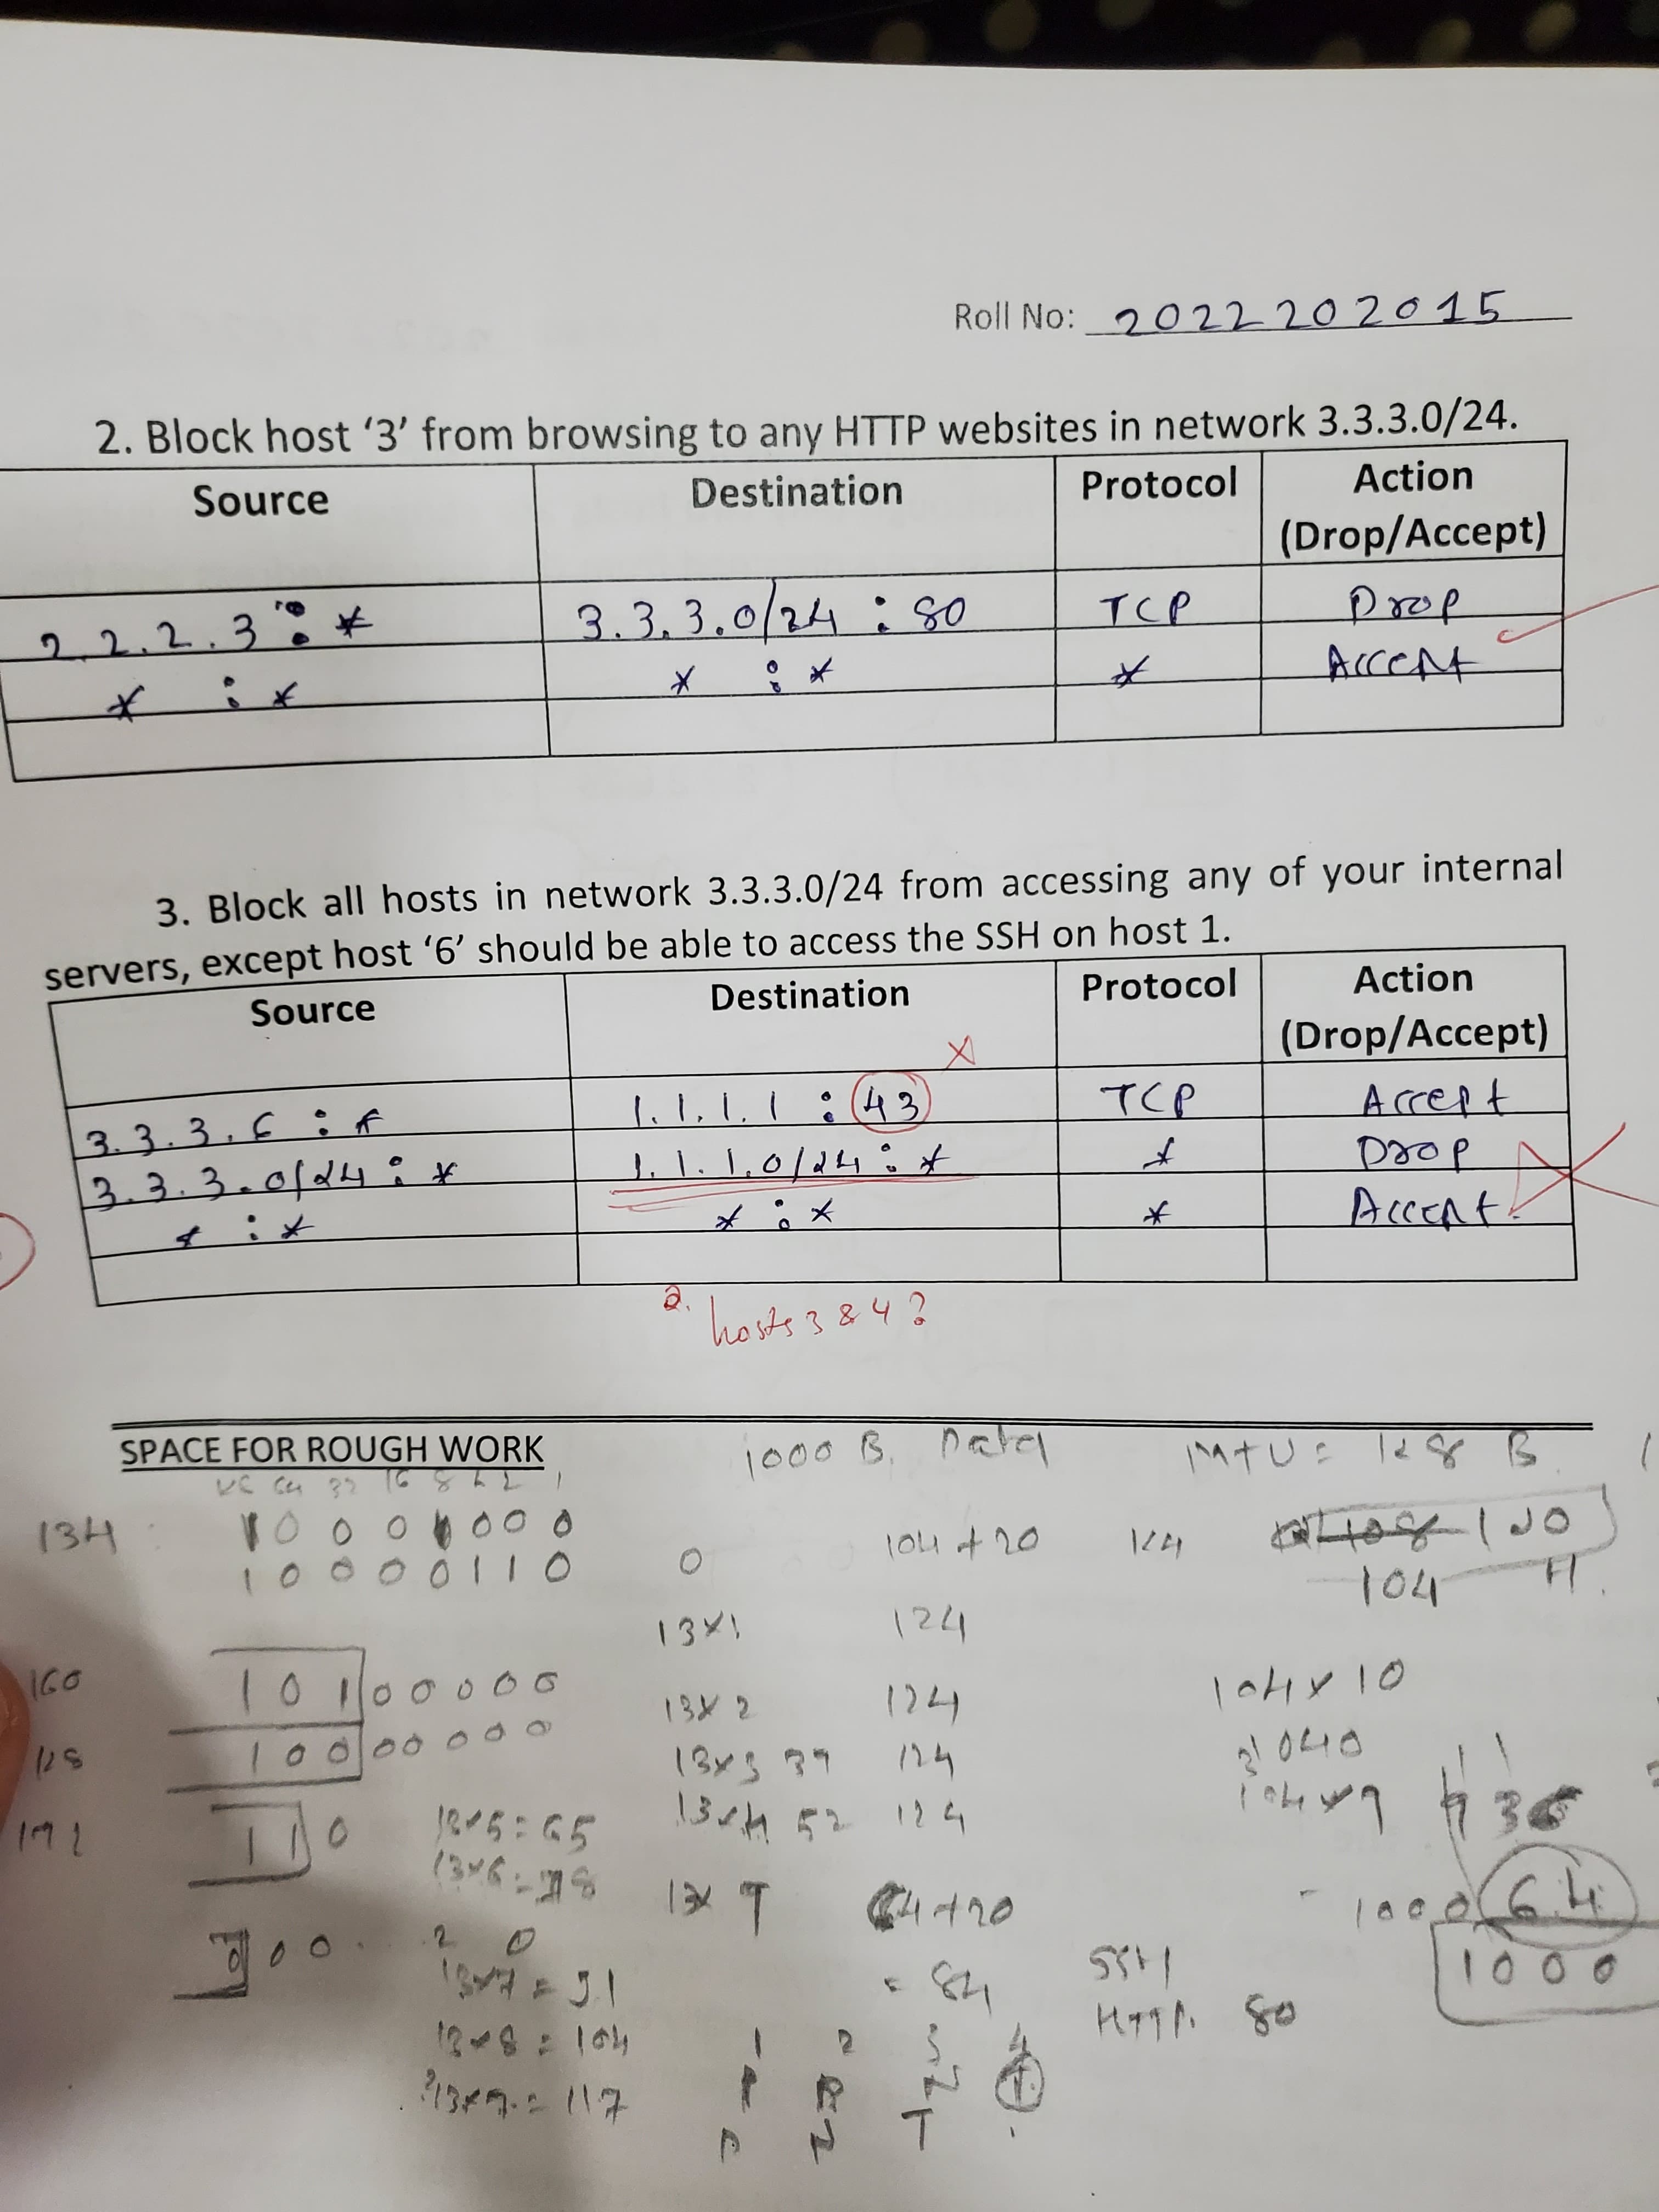 Roll No: 2022202015
2. Block host ‘3’ from browsing to any HTTP websites in network 3.3.3.0/24.
Source Destination Protocol Action (Drop/Accept)
2.2.2.3 : * 3.3.3.0/24 : 80 TCP Drop
* : * * : * * Accept
3. Block all hosts in network 3.3.3.0/24 from accessing any of your internal
servers, except host ‘6’ should be able to access the SSH on host 1.
Source Destination Protocol Action (Drop/Accept)
3.3.3.6 : * 1.1.1.1 : 43 TCP Accept
3.3.3.0/24 : * 1.1.1.0/24 : * * Drop
* : * * : * * Accept
2. hosts 3 & 4?
SPACE FOR ROUGH WORK 1000 B. Data MTU = 128 B
134 1 0 0 0 1 0 0 0 104 + 20 124 120
1 0 0 0 0 1 1 0 0 104 H.
13×1 124
160 1 0 1 0 0 0 0 0 13×2 124 104×10
128 1 0 0 0 0 0 0 0 13×3 39 124 1040
1 1 0 13×5=65 13×4 52 124 104×9 936
13×6=78 64+20 1000 64
0 0 2 0 = 84 SSH 1000
13×7=91 HTTP. 80
13×8=104 1 2 3 4
13×9=117 P N
N T